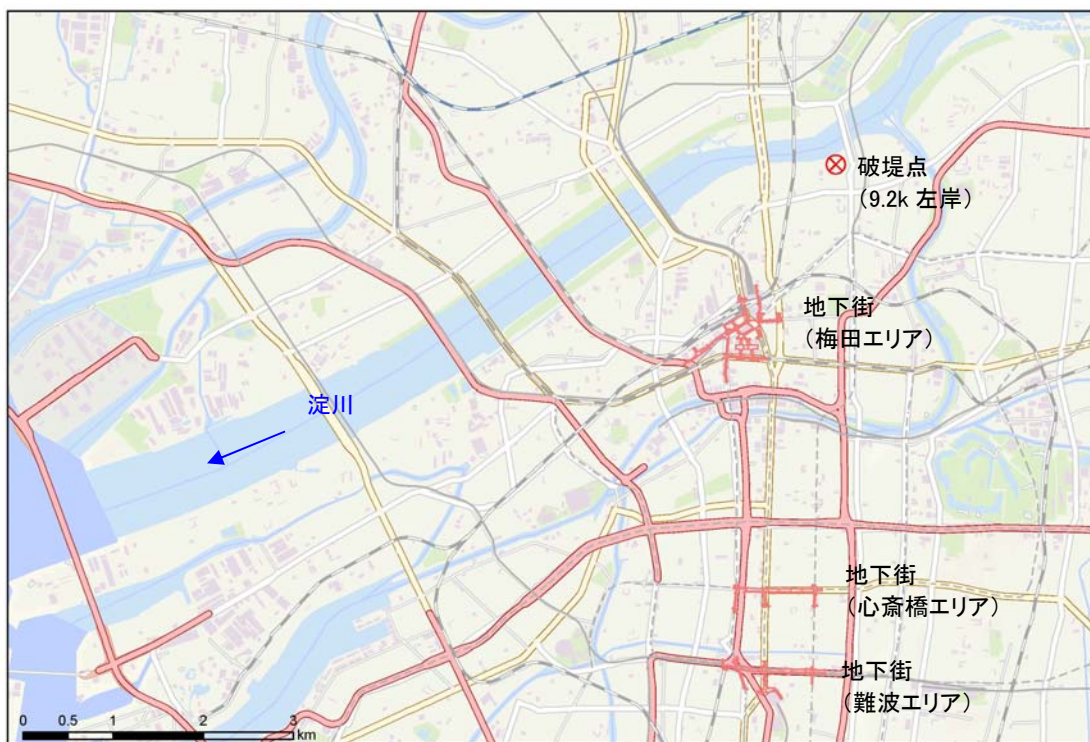 破堤点
（9.2k 左岸）
地下街
（梅田エリア）
淀川
地下街
（心斎橋エリア）
地下街
（難波エリア）
0 0.5 1 2 3
km